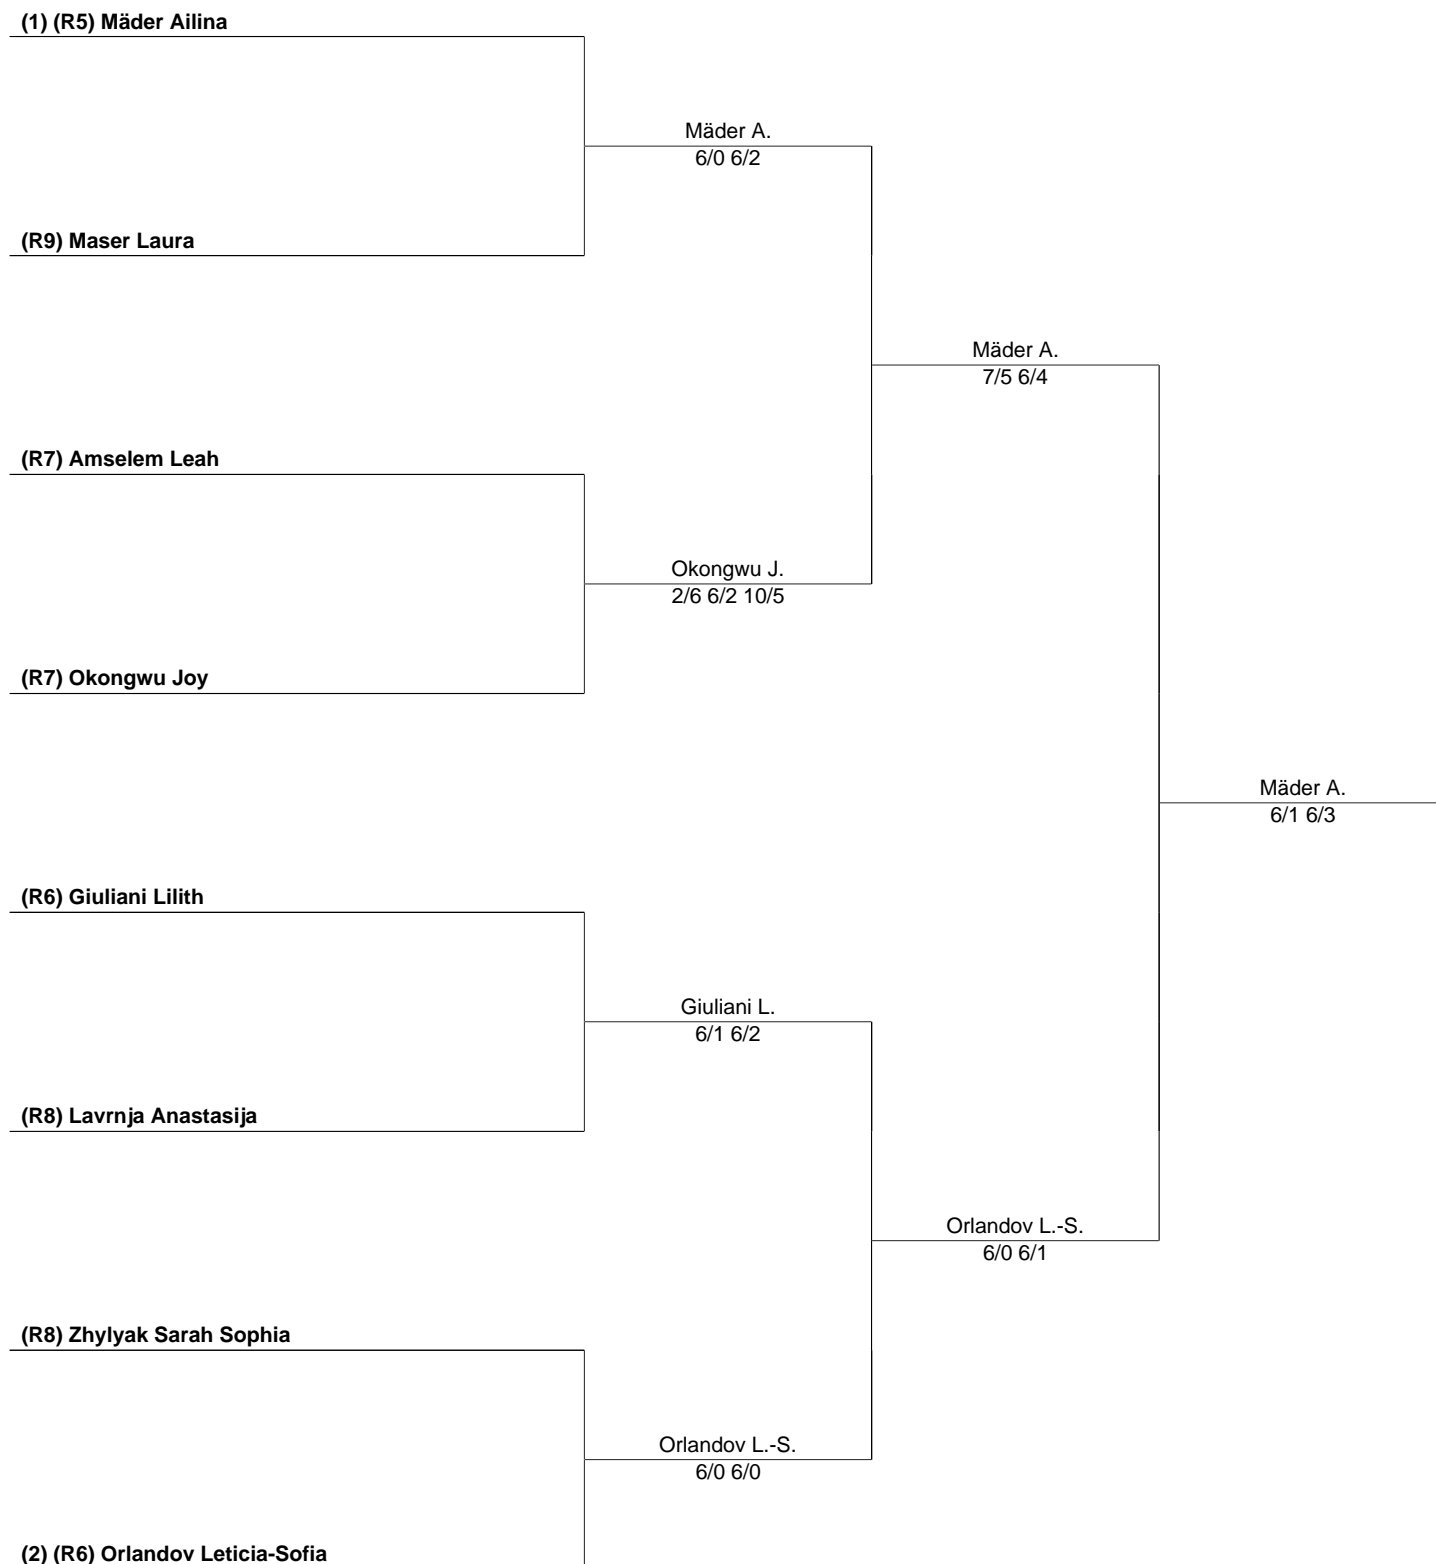 (1) (R5) Mäder Ailina
Mäder A.
6/0 6/2
(R9) Maser Laura
Mäder A.
7/5 6/4
(R7) Amselem Leah
Okongwu J.
2/6 6/2 10/5
(R7) Okongwu Joy
Mäder A.
6/1 6/3
(R6) Giuliani Lilith
Giuliani L.
6/1 6/2
(R8) Lavrnja Anastasija
Orlandov L.-S.
6/0 6/1
(R8) Zhylyak Sarah Sophia
Orlandov L.-S.
6/0 6/0
(2) (R6) Orlandov Leticia-Sofia